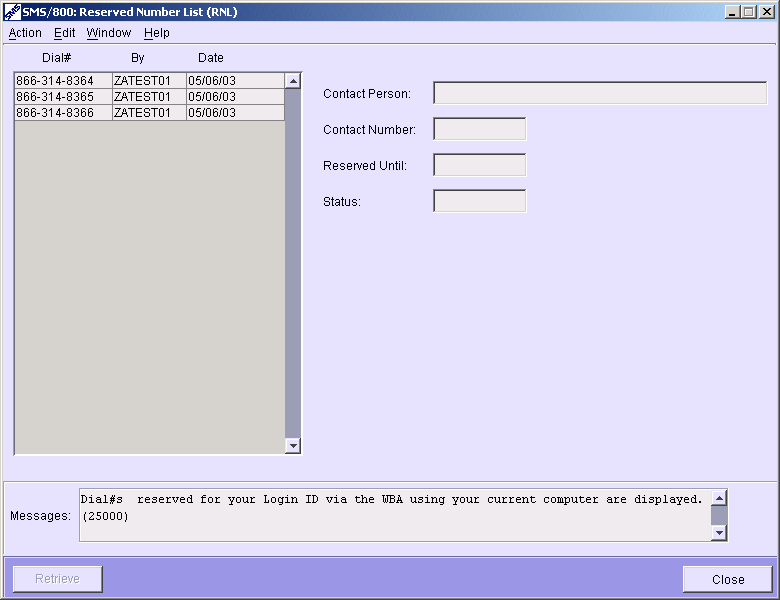 SMS SMS/800: Reserved Number List (RNL)
Action Edit Window Help
Dial# By Date
866-314-8364 ZATEST01 05/06/03
866-314-8365 ZATEST01 05/06/03
866-314-8366 ZATEST01 05/06/03
Contact Person:
Contact Number:
Reserved Until:
Status:
Messages:
Dial#s reserved for your Login ID via the WBA using your current computer are displayed.
(25000)
Retrieve Close